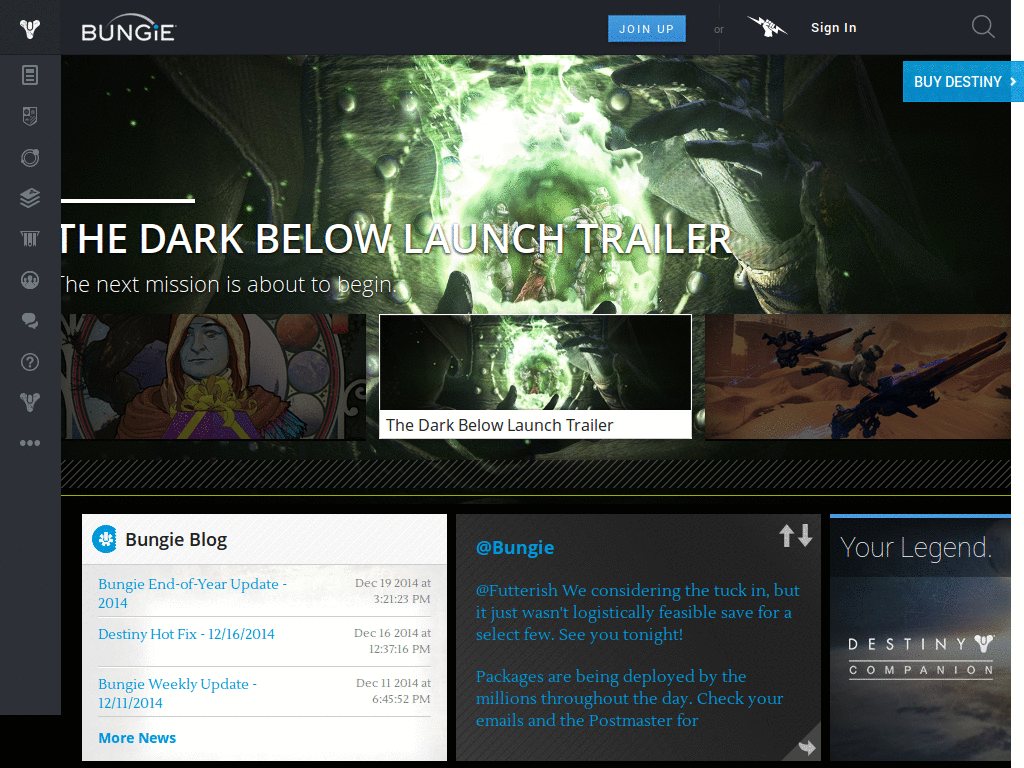 BUNGiE
JOIN UP
or
Sign In
BUY DESTINY
THE DARK BELOW LAUNCH TRAILER
The next mission is about to begin.
The Dark Below Launch Trailer
Bungie Blog
Bungie End-of-Year Update -
2014
Dec 19 2014 at
3:21:23 PM
Destiny Hot Fix - 12/16/2014
Dec 16 2014 at
12:37:16 PM
Bungie Weekly Update -
12/11/2014
Dec 11 2014 at
6:45:52 PM
More News
@Bungie
@Futterish We considering the tuck in, but
it just wasn't logistically feasible save for a
select few. See you tonight!
Packages are being deployed by the
millions throughout the day. Check your
emails and the Postmaster for
Your Legend.
DESTINY
COMPANION